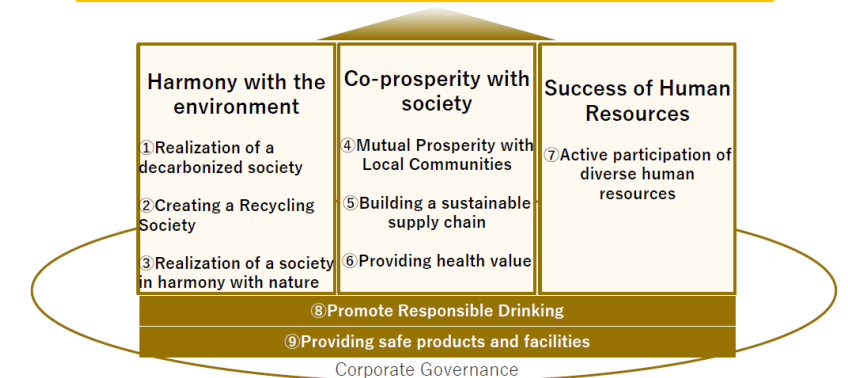 Harmony with the
environment
①Realization of a
decarbonized society
②Creating a Recycling
Society
③Realization of a society
in harmony with nature
Co-prosperity with
society
④Mutual Prosperity with
Local Communities
⑤Building a sustainable
supply chain
⑥Providing health value
Success of Human
Resources
⑦Active participation of
diverse human
resources
⑧Promote Responsible Drinking
⑨Providing safe products and facilities
Corporate Governance